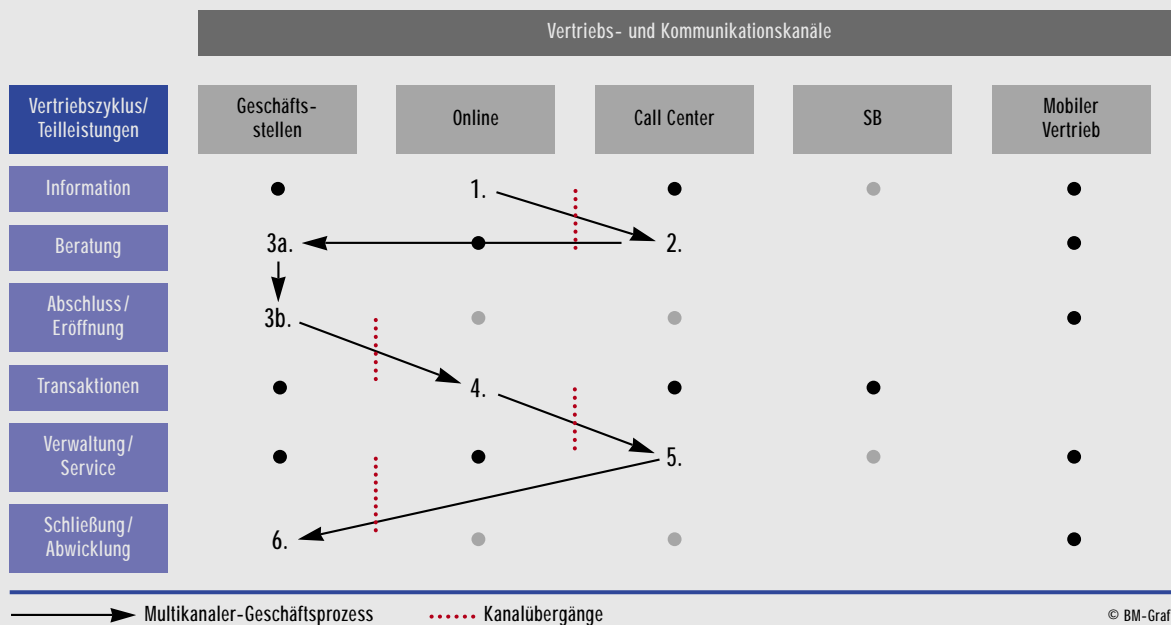 Vertriebs- und Kommunikationskanäle
Vertriebszyklus/
Teilleistungen
Geschäfts-
stellen
Online
Call Center
SB
Mobiler
Vertrieb
Information
1.
Beratung
3a.
2.
Abschluss/
Eröffnung
3b.
Transaktionen
4.
Verwaltung/
Service
5.
Schließung/
Abwicklung
6.
Multikanaler-Geschäftsprozess
Kanalübergänge
© BM-Graf